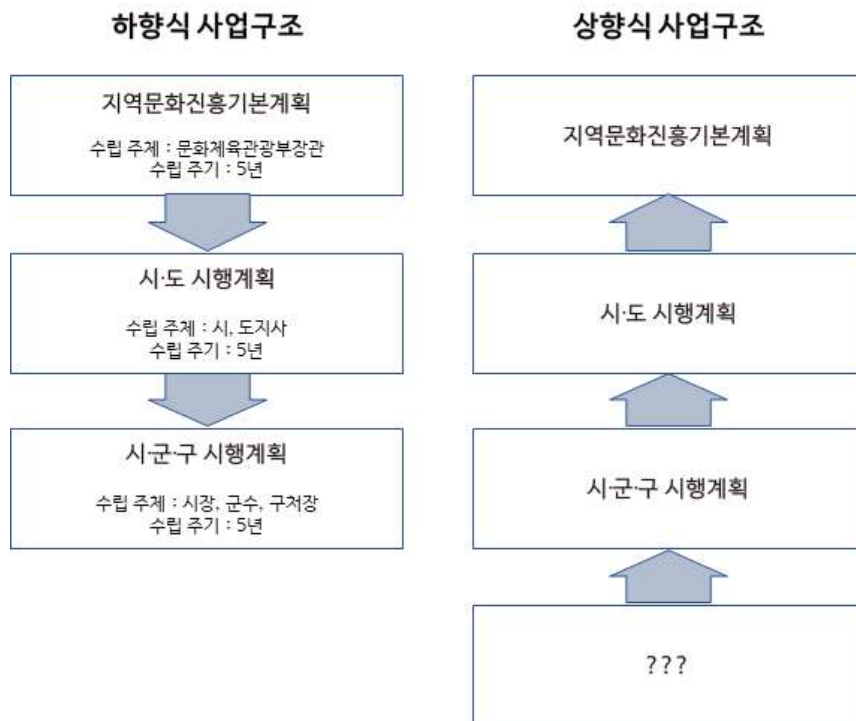 하향식 사업구조
지역문화진흥기본계획
수립 주체 : 문화체육관광부장관
수립 주기 : 5년
시·도 시행계획
수립 주체 : 시, 도지사
수립 주기 : 5년
시·군·구 시행계획
수립 주체 : 시장, 군수, 구처장
수립 주기 : 5년
상향식 사업구조
지역문화진흥기본계획
시·도 시행계획
시·군·구 시행계획
???